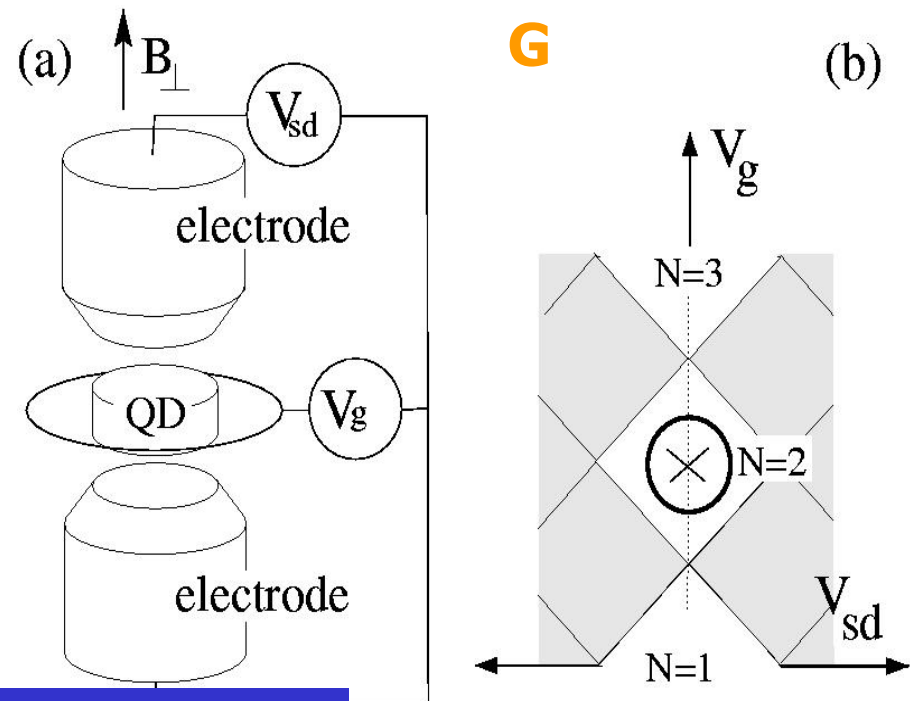 (a)
B⊥
Vsd
electrode
QD
Vg
electrode
G
(b)
Vg
N=3
N=2
Vsd
N=1